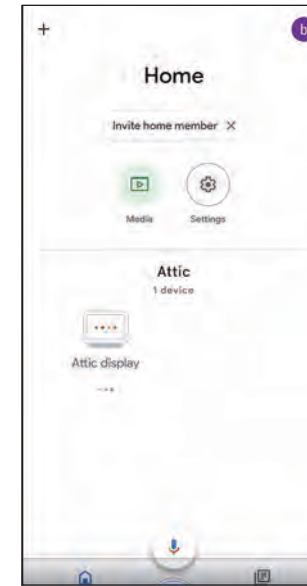 + b
Home
Invite home member ×
Media Settings
Attic
1 device
Attic display